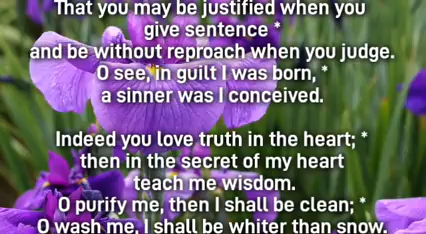 That you may be justified when you
give sentence *
and be without reproach when you judge.
O see, in guilt I was born, *
a sinner was I conceived.
Indeed you love truth in the heart; *
then in the secret of my heart
teach me wisdom.
O purify me, then I shall be clean; *
O wash me, I shall be whiter than snow.